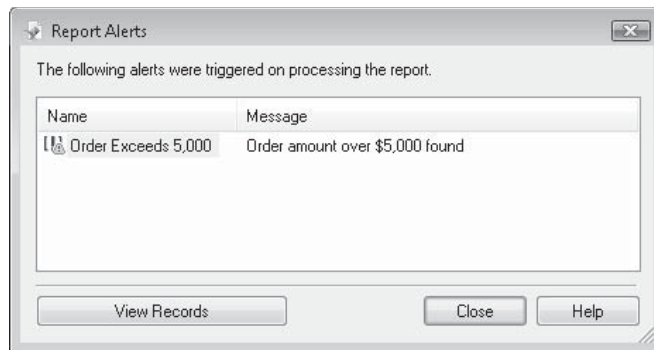 Report Alerts
The following alerts were triggered on processing the report.
Name Message
Order Exceeds 5,000 Order amount over $5,000 found
View Records Close Help